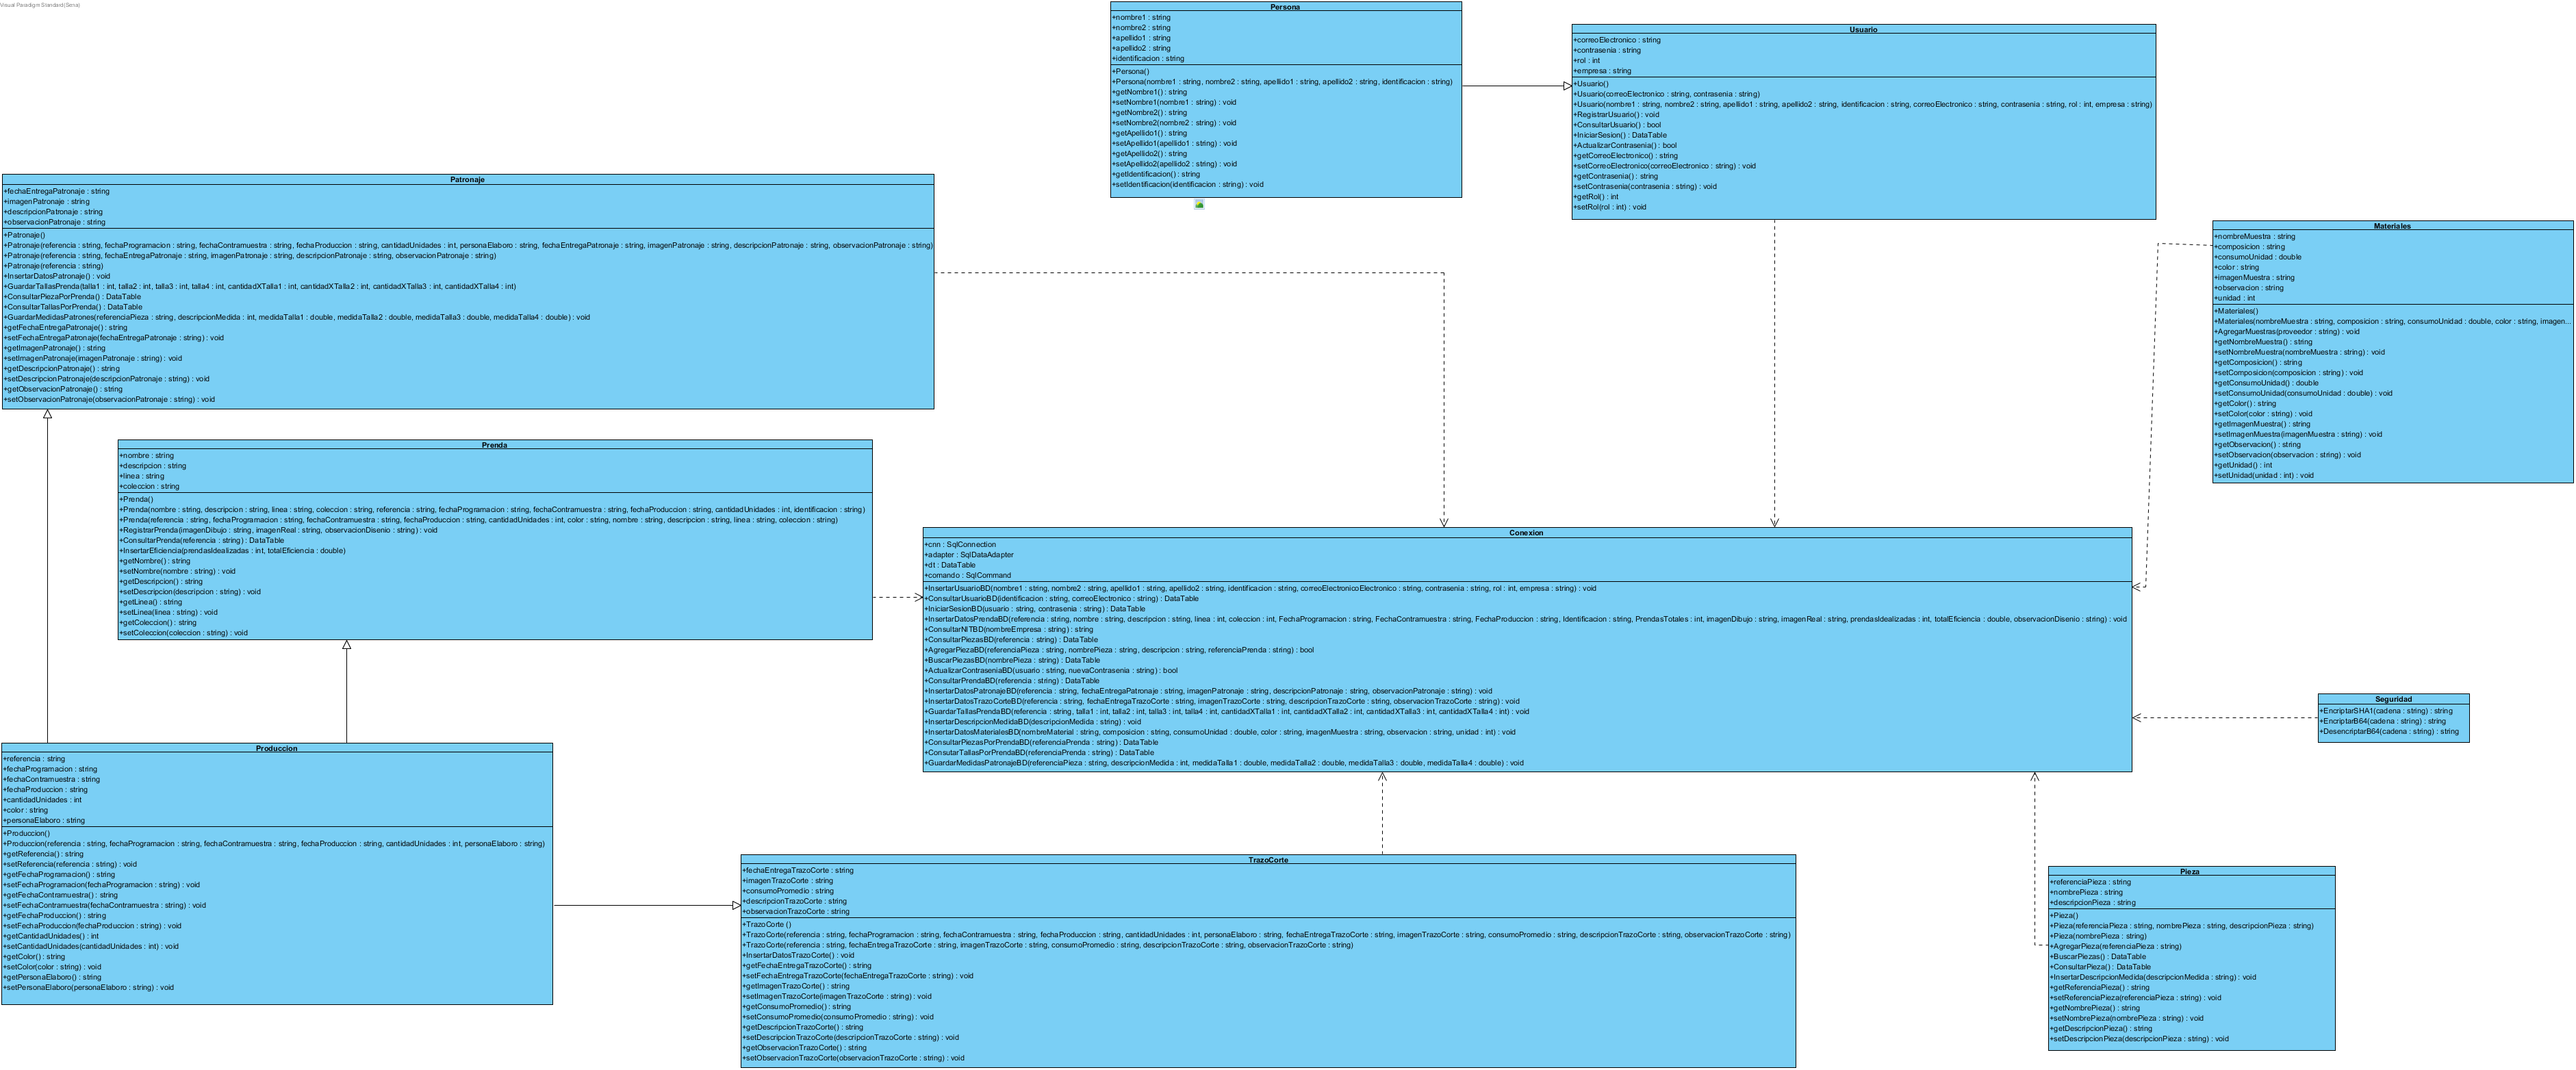 Visual Paradigm Standard(Sena)
Persona
+nombre1 : string
+nombre2 : string
+apellido1 : string
+apellido2 : string
+identificacion : string
+Persona()
+Persona(nombre1 : string, nombre2 : string, apellido1 : string, apellido2 : string, identificacion : string)
+getNombre1() : string
+setNombre1(nombre1 : string) : void
+getNombre2() : string
+setNombre2(nombre2 : string) : void
+getApellido1() : string
+setApellido1(apellido1 : string) : void
+getApellido2() : string
+setApellido2(apellido2 : string) : void
+getIdentificacion() : string
+setIdentificacion(identificacion : string) : void
Usuario
+correoElectronico : string
+contrasenia : string
+rol : int
+empresa : string
+Usuario()
+Usuario(correoElectronico : string, contrasenia : string)
+Usuario(nombre1 : string, nombre2 : string, apellido1 : string, apellido2 : string, identificacion : string, correoElectronico : string, contrasenia : string, rol : int, empresa : string)
+RegistrarUsuario() : void
+ConsultarUsuario() : bool
+IniciarSesion() : DataTable
+ActualizarContrasenia() : bool
+getCorreoElectronico() : string
+setCorreoElectronico(correoElectronico : string) : void
+getContrasenia() : string
+setContrasenia(contrasenia : string) : void
+getRol() : int
+setRol(rol : int) : void
Patronaje
+fechaEntregaPatronaje : string
+imagenPatronaje : string
+descripcionPatronaje : string
+observacionPatronaje : string
+Patronaje()
+Patronaje(referencia : string, fechaProgramacion : string, fechaContramuestra : string, fechaProduccion : string, cantidadUnidades : int, personaElaboro : string, fechaEntregaPatronaje : string, imagenPatronaje : string, descripcionPatronaje : string, observacionPatronaje : string)
+Patronaje(referencia : string, fechaEntregaPatronaje : string, imagenPatronaje : string, descripcionPatronaje : string, observacionPatronaje : string)
+Patronaje(referencia : string)
+InsertarDatosPatronaje() : void
+GuardarTallasPrenda(talla1 : int, talla2 : int, talla3 : int, talla4 : int, cantidadXTalla1 : int, cantidadXTalla2 : int, cantidadXTalla3 : int, cantidadXTalla4 : int)
+ConsultarPiezaPorPrenda() : DataTable
+ConsultarTallasPorPrenda() : DataTable
+GuardarMedidasPatrones(referenciaPieza : string, descripcionMedida : int, medidaTalla1 : double, medidaTalla2 : double, medidaTalla3 : double, medidaTalla4 : double) : void
+getFechaEntregaPatronaje() : string
+setFechaEntregaPatronaje(fechaEntregaPatronaje : string) : void
+getImagenPatronaje() : string
+setImagenPatronaje(imagenPatronaje : string) : void
+getDescripcionPatronaje() : string
+setDescripcionPatronaje(descripcionPatronaje : string) : void
+getObservacionPatronaje() : string
+setObservacionPatronaje(observacionPatronaje : string) : void
Materiales
+nombreMuestra : string
+composicion : string
+consumoUnidad : double
+color : string
+imagenMuestra : string
+observacion : string
+unidad : int
+Materiales()
+Materiales(nombreMuestra : string, composicion : string, consumoUnidad : double, color : string, imagen...
+AgregarMuestras(proveedor : string) : void
+getNombreMuestra() : string
+setNombreMuestra(nombreMuestra : string) : void
+getComposicion() : string
+setComposicion(composicion : string) : void
+getConsumoUnidad() : double
+setConsumoUnidad(consumoUnidad : double) : void
+getColor() : string
+setColor(color : string) : void
+getImagenMuestra() : string
+setImagenMuestra(imagenMuestra : string) : void
+getObservacion() : string
+setObservacion(observacion : string) : void
+getUnidad() : int
+setUnidad(unidad : int) : void
Prenda
+nombre : string
+descripcion : string
+linea : string
+coleccion : string
+Prenda()
+Prenda(nombre : string, descripcion : string, linea : string, coleccion : string, referencia : string, fechaProgramacion : string, fechaContramuestra : string, fechaProduccion : string, cantidadUnidades : int, identificacion : string)
+Prenda(referencia : string, fechaProgramacion : string, fechaContramuestra : string, fechaProduccion : string, cantidadUnidades : int, color : string, nombre : string, descripcion : string, linea : string, coleccion : string)
+RegistrarPrenda(imagenDibujo : string, imagenReal : string, observacionDisenio : string) : void
+ConsultarPrenda(referencia : string) : DataTable
+InsertarEficiencia(prendasIdealizadas : int, totalEficiencia : double)
+getNombre() : string
+setNombre(nombre : string) : void
+getDescripcion() : string
+setDescripcion(descripcion : string) : void
+getLinea() : string
+setLinea(linea : string) : void
+getColeccion() : string
+setColeccion(coleccion : string) : void
Conexion
+cnn : SqlConnection
+adapter : SqlDataAdapter
+dt : DataTable
+comando : SqlCommand
+InsertarUsuarioBD(nombre1 : string, nombre2 : string, apellido1 : string, apellido2 : string, identificacion : string, correoElectronicoElectronico : string, contrasenia : string, rol : int, empresa : string) : void
+ConsultarUsuarioBD(identificacion : string, correoElectronico : string) : DataTable
+IniciarSesionBD(usuario : string, contrasenia : string) : DataTable
+InsertarDatosPrendaBD(referencia : string, nombre : string, descripcion : string, linea : int, coleccion : int, FechaProgramacion : string, FechaContramuestra : string, FechaProduccion : string, Identificacion : string, PrendasTotales : int, imagenDibujo : string, imagenReal : string, prendasIdealizadas : int, totalEficiencia : double, observacionDisenio : string) : void
+ConsultarNITBD(nombreEmpresa : string) : string
+ConsultarPiezasBD(referencia : string) : DataTable
+AgregarPiezaBD(referenciaPieza : string, nombrePieza : string, descripcion : string, referenciaPrenda : string) : bool
+BuscarPiezasBD(nombrePieza : string) : DataTable
+ActualizarContraseniaBD(usuario : string, nuevaContrasenia : string) : bool
+ConsultarPrendaBD(referencia : string) : DataTable
+InsertarDatosPatronajeBD(referencia : string, fechaEntregaPatronaje : string, imagenPatronaje : string, descripcionPatronaje : string, observacionPatronaje : string) : void
+InsertarDatosTrazoCorteBD(referencia : string, fechaEntregaTrazoCorte : string, imagenTrazoCorte : string, descripcionTrazoCorte : string, observacionTrazoCorte : string) : void
+GuardarTallasPrendaBD(referencia : string, talla1 : int, talla2 : int, talla3 : int, talla4 : int, cantidadXTalla1 : int, cantidadXTalla2 : int, cantidadXTalla3 : int, cantidadXTalla4 : int) : void
+InsertarDescripcionMedidaBD(descripcionMedida : string) : void
+InsertarDatosMaterialesBD(nombreMaterial : string, composicion : string, consumoUnidad : double, color : string, imagenMuestra : string, observacion : string, unidad : int) : void
+ConsultarPiezasPorPrendaBD(referenciaPrenda : string) : DataTable
+ConsutarTallasPorPrendaBD(referenciaPrenda : string) : DataTable
+GuardarMedidasPatronajeBD(referenciaPieza : string, descripcionMedida : int, medidaTalla1 : double, medidaTalla2 : double, medidaTalla3 : double, medidaTalla4 : double) : void
Seguridad
+EncriptarSHA1(cadena : string) : string
+EncriptarB64(cadena : string) : string
+DesencriptarB64(cadena : string) : string
Produccion
+referencia : string
+fechaProgramacion : string
+fechaContramuestra : string
+fechaProduccion : string
+cantidadUnidades : int
+color : string
+personaElaboro : string
+Produccion()
+Produccion(referencia : string, fechaProgramacion : string, fechaContramuestra : string, fechaProduccion : string, cantidadUnidades : int, personaElaboro : string)
+getReferencia() : string
+setReferencia(referencia : string) : void
+getFechaProgramacion() : string
+setFechaProgramacion(fechaProgramacion : string) : void
+getFechaContramuestra() : string
+setFechaContramuestra(fechaContramuestra : string) : void
+getFechaProduccion() : string
+setFechaProduccion(fechaProduccion : string) : void
+getCantidadUnidades() : int
+setCantidadUnidades(cantidadUnidades : int) : void
+getColor() : string
+setColor(color : string) : void
+getPersonaElaboro() : string
+setPersonaElaboro(personaElaboro : string) : void
TrazoCorte
+fechaEntregaTrazoCorte : string
+imagenTrazoCorte : string
+consumoPromedio : string
+descripcionTrazoCorte : string
+observacionTrazoCorte : string
+TrazoCorte ()
+TrazoCorte(referencia : string, fechaProgramacion : string, fechaContramuestra : string, fechaProduccion : string, cantidadUnidades : int, personaElaboro : string, fechaEntregaTrazoCorte : string, imagenTrazoCorte : string, consumoPromedio : string, descripcionTrazoCorte : string, observacionTrazoCorte : string)
+TrazoCorte(referencia : string, fechaEntregaTrazoCorte : string, imagenTrazoCorte : string, consumoPromedio : string, descripcionTrazoCorte : string, observacionTrazoCorte : string)
+InsertarDatosTrazoCorte() : void
+getFechaEntregaTrazoCorte() : string
+setFechaEntregaTrazoCorte(fechaEntregaTrazoCorte : string) : void
+getImagenTrazoCorte() : string
+setImagenTrazoCorte(imagenTrazoCorte : string) : void
+getConsumoPromedio() : string
+setConsumoPromedio(consumoPromedio : string) : void
+getDescripcionTrazoCorte() : string
+setDescripcionTrazoCorte(descripcionTrazoCorte : string) : void
+getObservacionTrazoCorte() : string
+setObservacionTrazoCorte(observacionTrazoCorte : string) : void
Pieza
+referenciaPieza : string
+nombrePieza : string
+descripcionPieza : string
+Pieza()
+Pieza(referenciaPieza : string, nombrePieza : string, descripcionPieza : string)
+Pieza(nombrePieza : string)
+AgregarPieza(referenciaPieza : string)
+BuscarPiezas() : DataTable
+ConsultarPieza() : DataTable
+InsertarDescripcionMedida(descripcionMedida : string) : void
+getReferenciaPieza() : string
+setReferenciaPieza(referenciaPieza : string) : void
+getNombrePieza() : string
+setNombrePieza(nombrePieza : string) : void
+getDescripcionPieza() : string
+setDescripcionPieza(descripcionPieza : string) : void